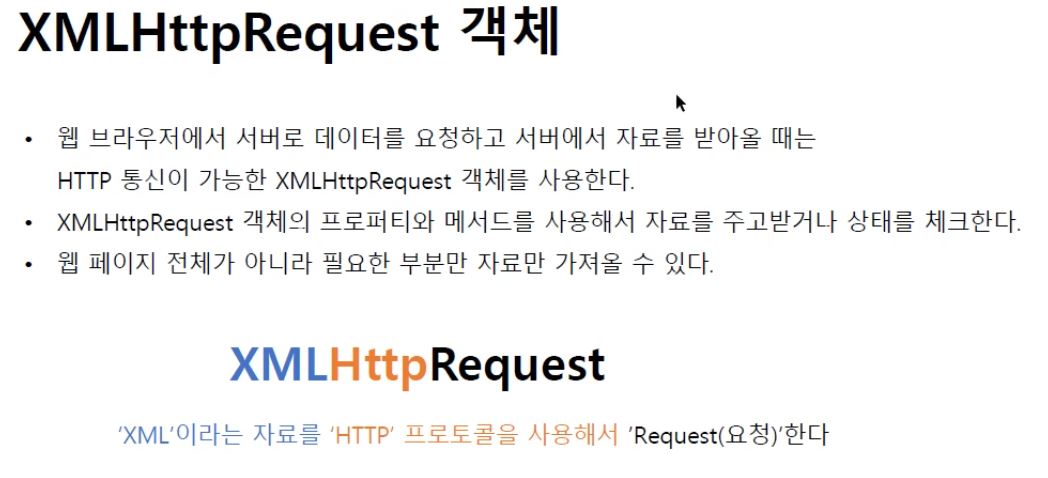 XMLHttpRequest 객체
• 웹 브라우저에서 서버로 데이터를 요청하고 서버에서 자료를 받아올 때는
HTTP 통신이 가능한 XMLHttpRequest 객체를 사용한다.
• XMLHttpRequest 객체의 프로퍼티와 메서드를 사용해서 자료를 주고받거나 상태를 체크한다.
• 웹 페이지 전체가 아니라 필요한 부분만 자료만 가져올 수 있다.
XMLHttpRequest
‘XML’이라는 자료를 ‘HTTP’ 프로토콜을 사용해서 ‘Request(요청)’한다